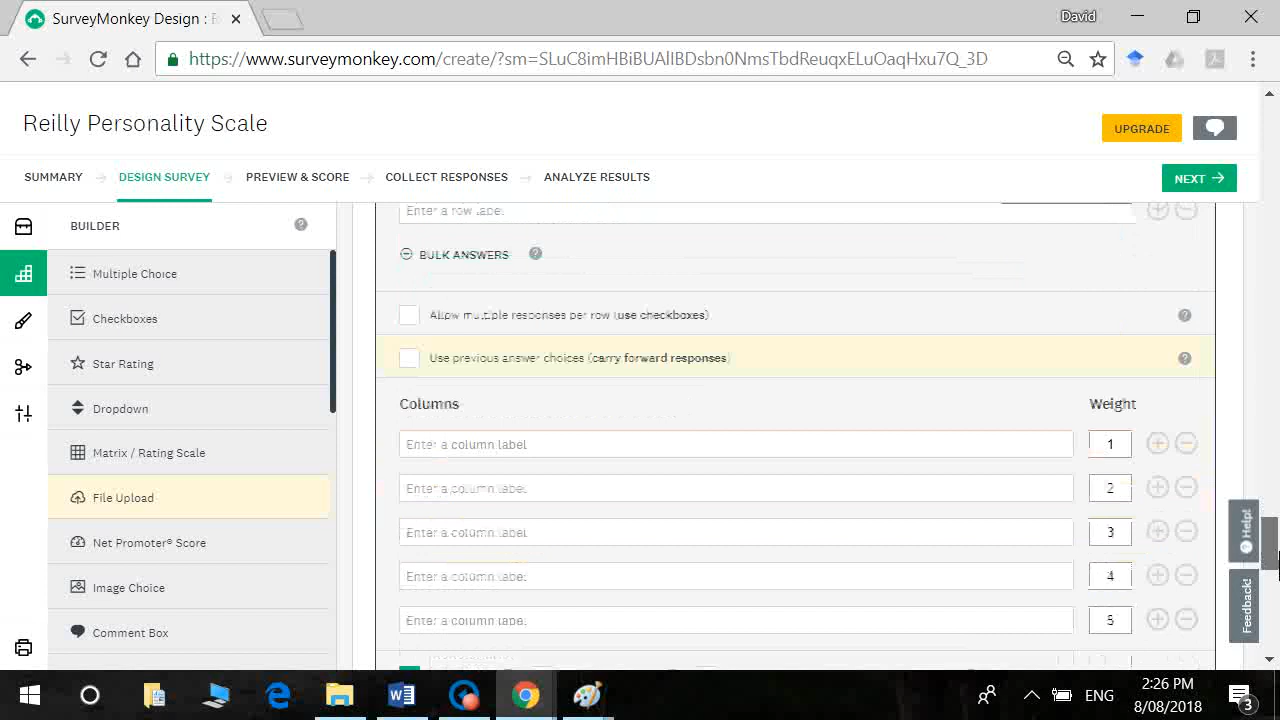 SurveyMonkey Design :
David
https://www.surveymonkey.com/create/?sm=SLuC8imHBiBUAlIBDsbn0NmsTbdReuqxELuOaqHxu7Q_3D
Reilly Personality Scale
UPGRADE
SUMMARY
DESIGN SURVEY
PREVIEW & SCORE
COLLECT RESPONSES
ANALYZE RESULTS
NEXT
BUILDER
Enter a row label
BULK ANSWERS
Multiple Choice
Allow multiple responses per row (use checkboxes)
Checkboxes
Use previous answer choices (carry forward responses)
Star Rating
Dropdown
Columns
Weight
Matrix / Rating Scale
Enter a column label
1
File Upload
Enter a column label
2
Net Promoter® Score
Enter a column label
3
Image Choice
Enter a column label
4
Comment Box
Enter a column label
5
Help!
Feedback!
ENG
2:26 PM
8/08/2018
3